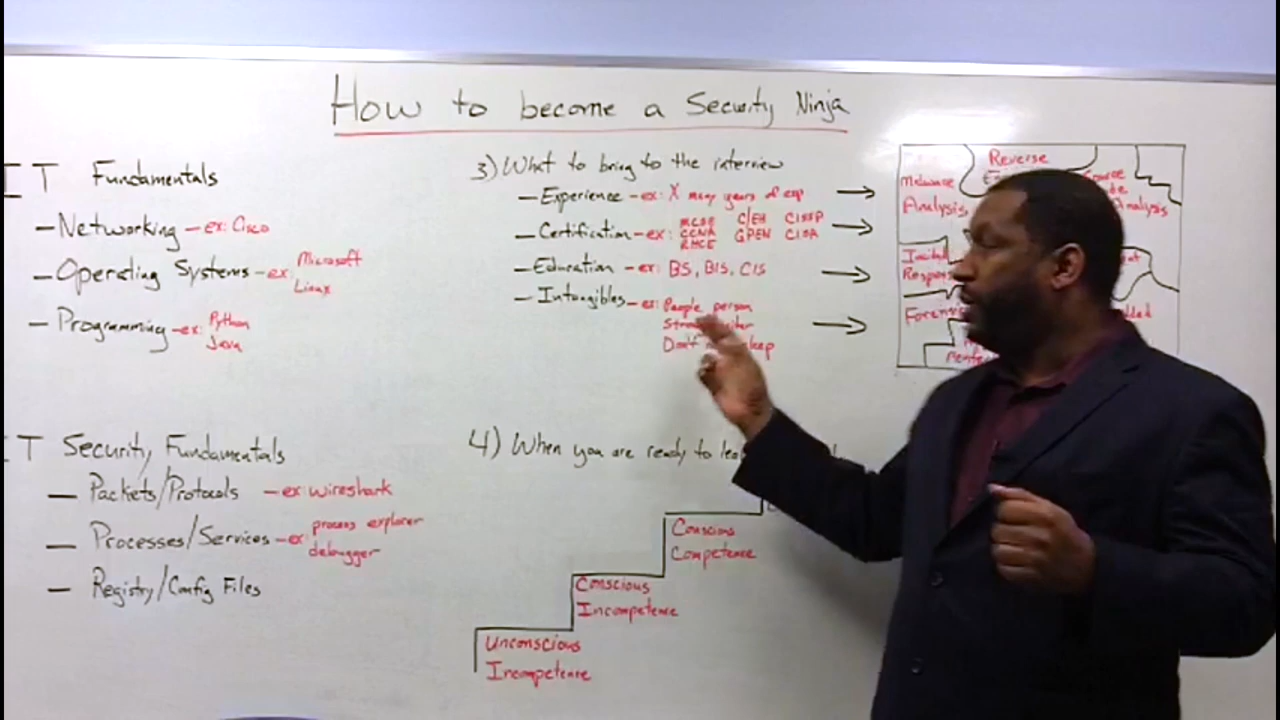 How to become a Security Ninja
IT Fundamentals
- Networking - ex: Cisco
- Operating Systems - ex: Microsoft
Linux
- Programming - ex: Python
Java
IT Security Fundamentals
- Packets/Protocols - ex: wireshark
- Processes/Services - ex: process explorer
debugger
- Registry/Config Files
3) What to bring to the interview
- Experience - ex: X many years of exp →
- Certification - ex: MCSE C|EH CISSP →
CCNA GPEN CISA
RHCE
- Education - ex: BS, BIS, CIS →
- Intangibles - ex: People person →
Don't
Reverse
Malware
Analysis
Analysis
Response
4) When you are ready to
Conscious
Competence
Conscious
Incompetence
Unconscious
Incompetence